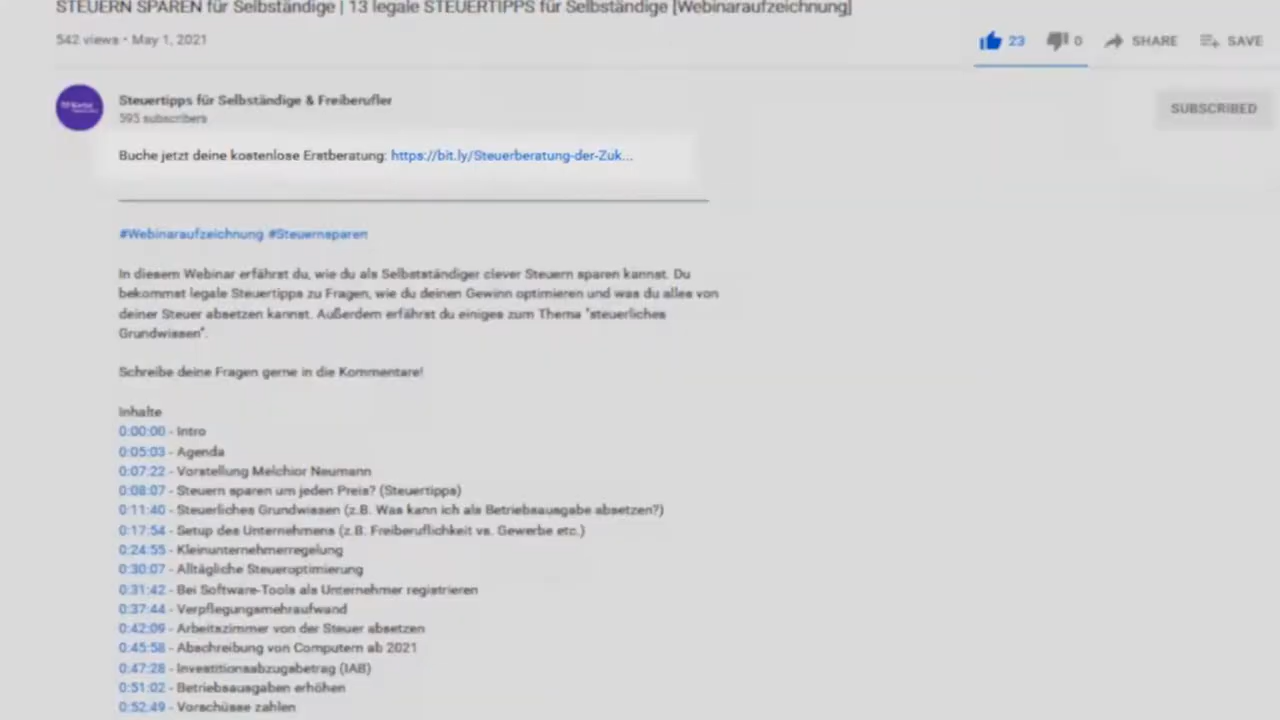 STEUERN SPAREN für Selbständige | 13 legale STEUERTIPPS für Selbständige [Webinaraufzeichnung]
542 views • May 1, 2021
23
0
SHARE
SAVE
Steuertipps für Selbständige & Freiberufler
595 subscribers
SUBSCRIBED
Buche jetzt deine kostenlose Erstberatung: https://bit.ly/Steuerberatung-der-Zuk...
#Webinaraufzeichnung #Steuernsparen
In diesem Webinar erfährst du, wie du als Selbstständiger clever Steuern sparen kannst. Du
bekommst legale Steuertipps zu Fragen, wie du deinen Gewinn optimieren und was du alles von
deiner Steuer absetzen kannst. Außerdem erfährst du einiges zum Thema "steuerliches
Grundwissen".
Schreibe deine Fragen gerne in die Kommentare!
Inhalte
0:00:00 - Intro
0:05:03 - Agenda
0:07:22 - Vorstellung Melchior Neumann
0:08:07 - Steuern sparen um jeden Preis? (Steuertipps)
0:11:40 - Steuerliches Grundwissen (z.B. Was kann ich als Betriebsausgabe absetzen?)
0:17:54 - Setup des Unternehmens (z.B. Freiberuflichkeit vs. Gewerbe etc.)
0:24:55 - Kleinunternehmerregelung
0:30:07 - Alltägliche Steueroptimierung
0:31:42 - Bei Software-Tools als Unternehmer registrieren
0:37:44 - Verpflegungsmehraufwand
0:42:09 - Arbeitszimmer von der Steuer absetzen
0:45:58 - Abschreibung von Computern ab 2021
0:47:28 - Investitionsabzugsbetrag (IAB)
0:51:02 - Betriebsausgaben erhöhen
0:52:49 - Vorschüsse zahlen